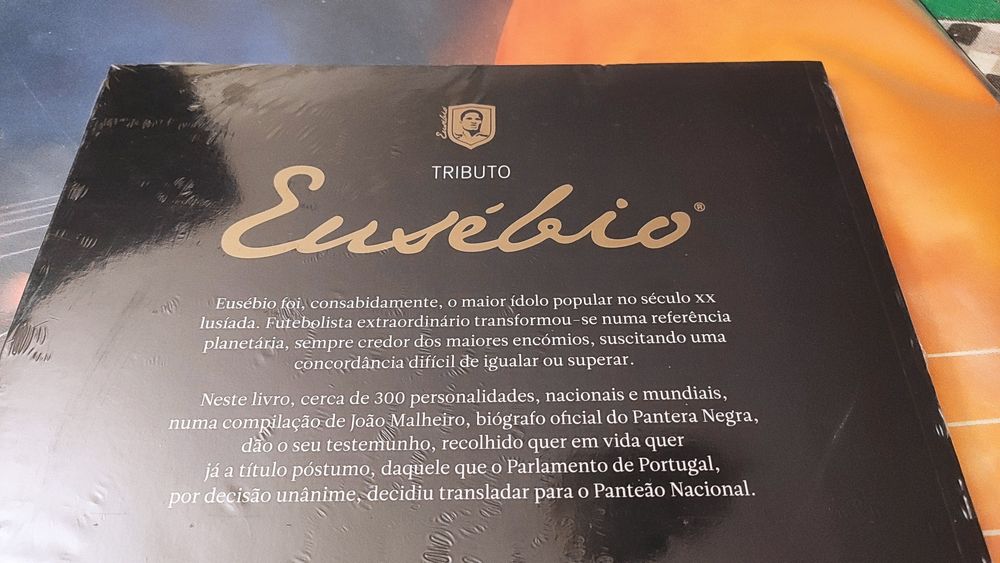 Eusébio
TRIBUTO
Eusébio®
Eusébio foi, consabidamente, o maior ídolo popular no século XX
lusíada. Futebolista extraordinário transformou-se numa referência
planetária, sempre credor dos maiores encómios, suscitando uma
concordância difícil de igualar ou superar.
Neste livro, cerca de 300 personalidades, nacionais e mundiais,
numa compilação de João Malheiro, biógrafo oficial do Pantera Negra,
dão o seu testemunho, recolhido quer em vida quer
já a título póstumo, daquele que o Parlamento de Portugal,
por decisão unânime, decidiu transladar para o Panteão Nacional.